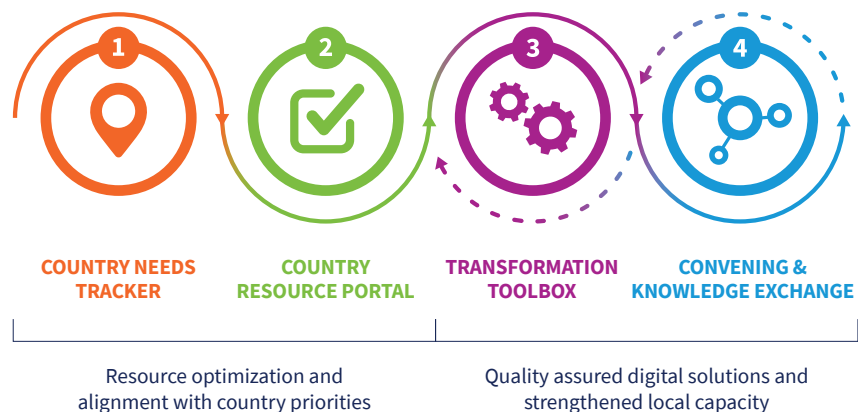 1
2
3
4
COUNTRY NEEDS
TRACKER
COUNTRY
RESOURCE PORTAL
TRANSFORMATION
TOOLBOX
CONVENING &
KNOWLEDGE EXCHANGE
Resource optimization and
alignment with country priorities
Quality assured digital solutions and
strengthened local capacity